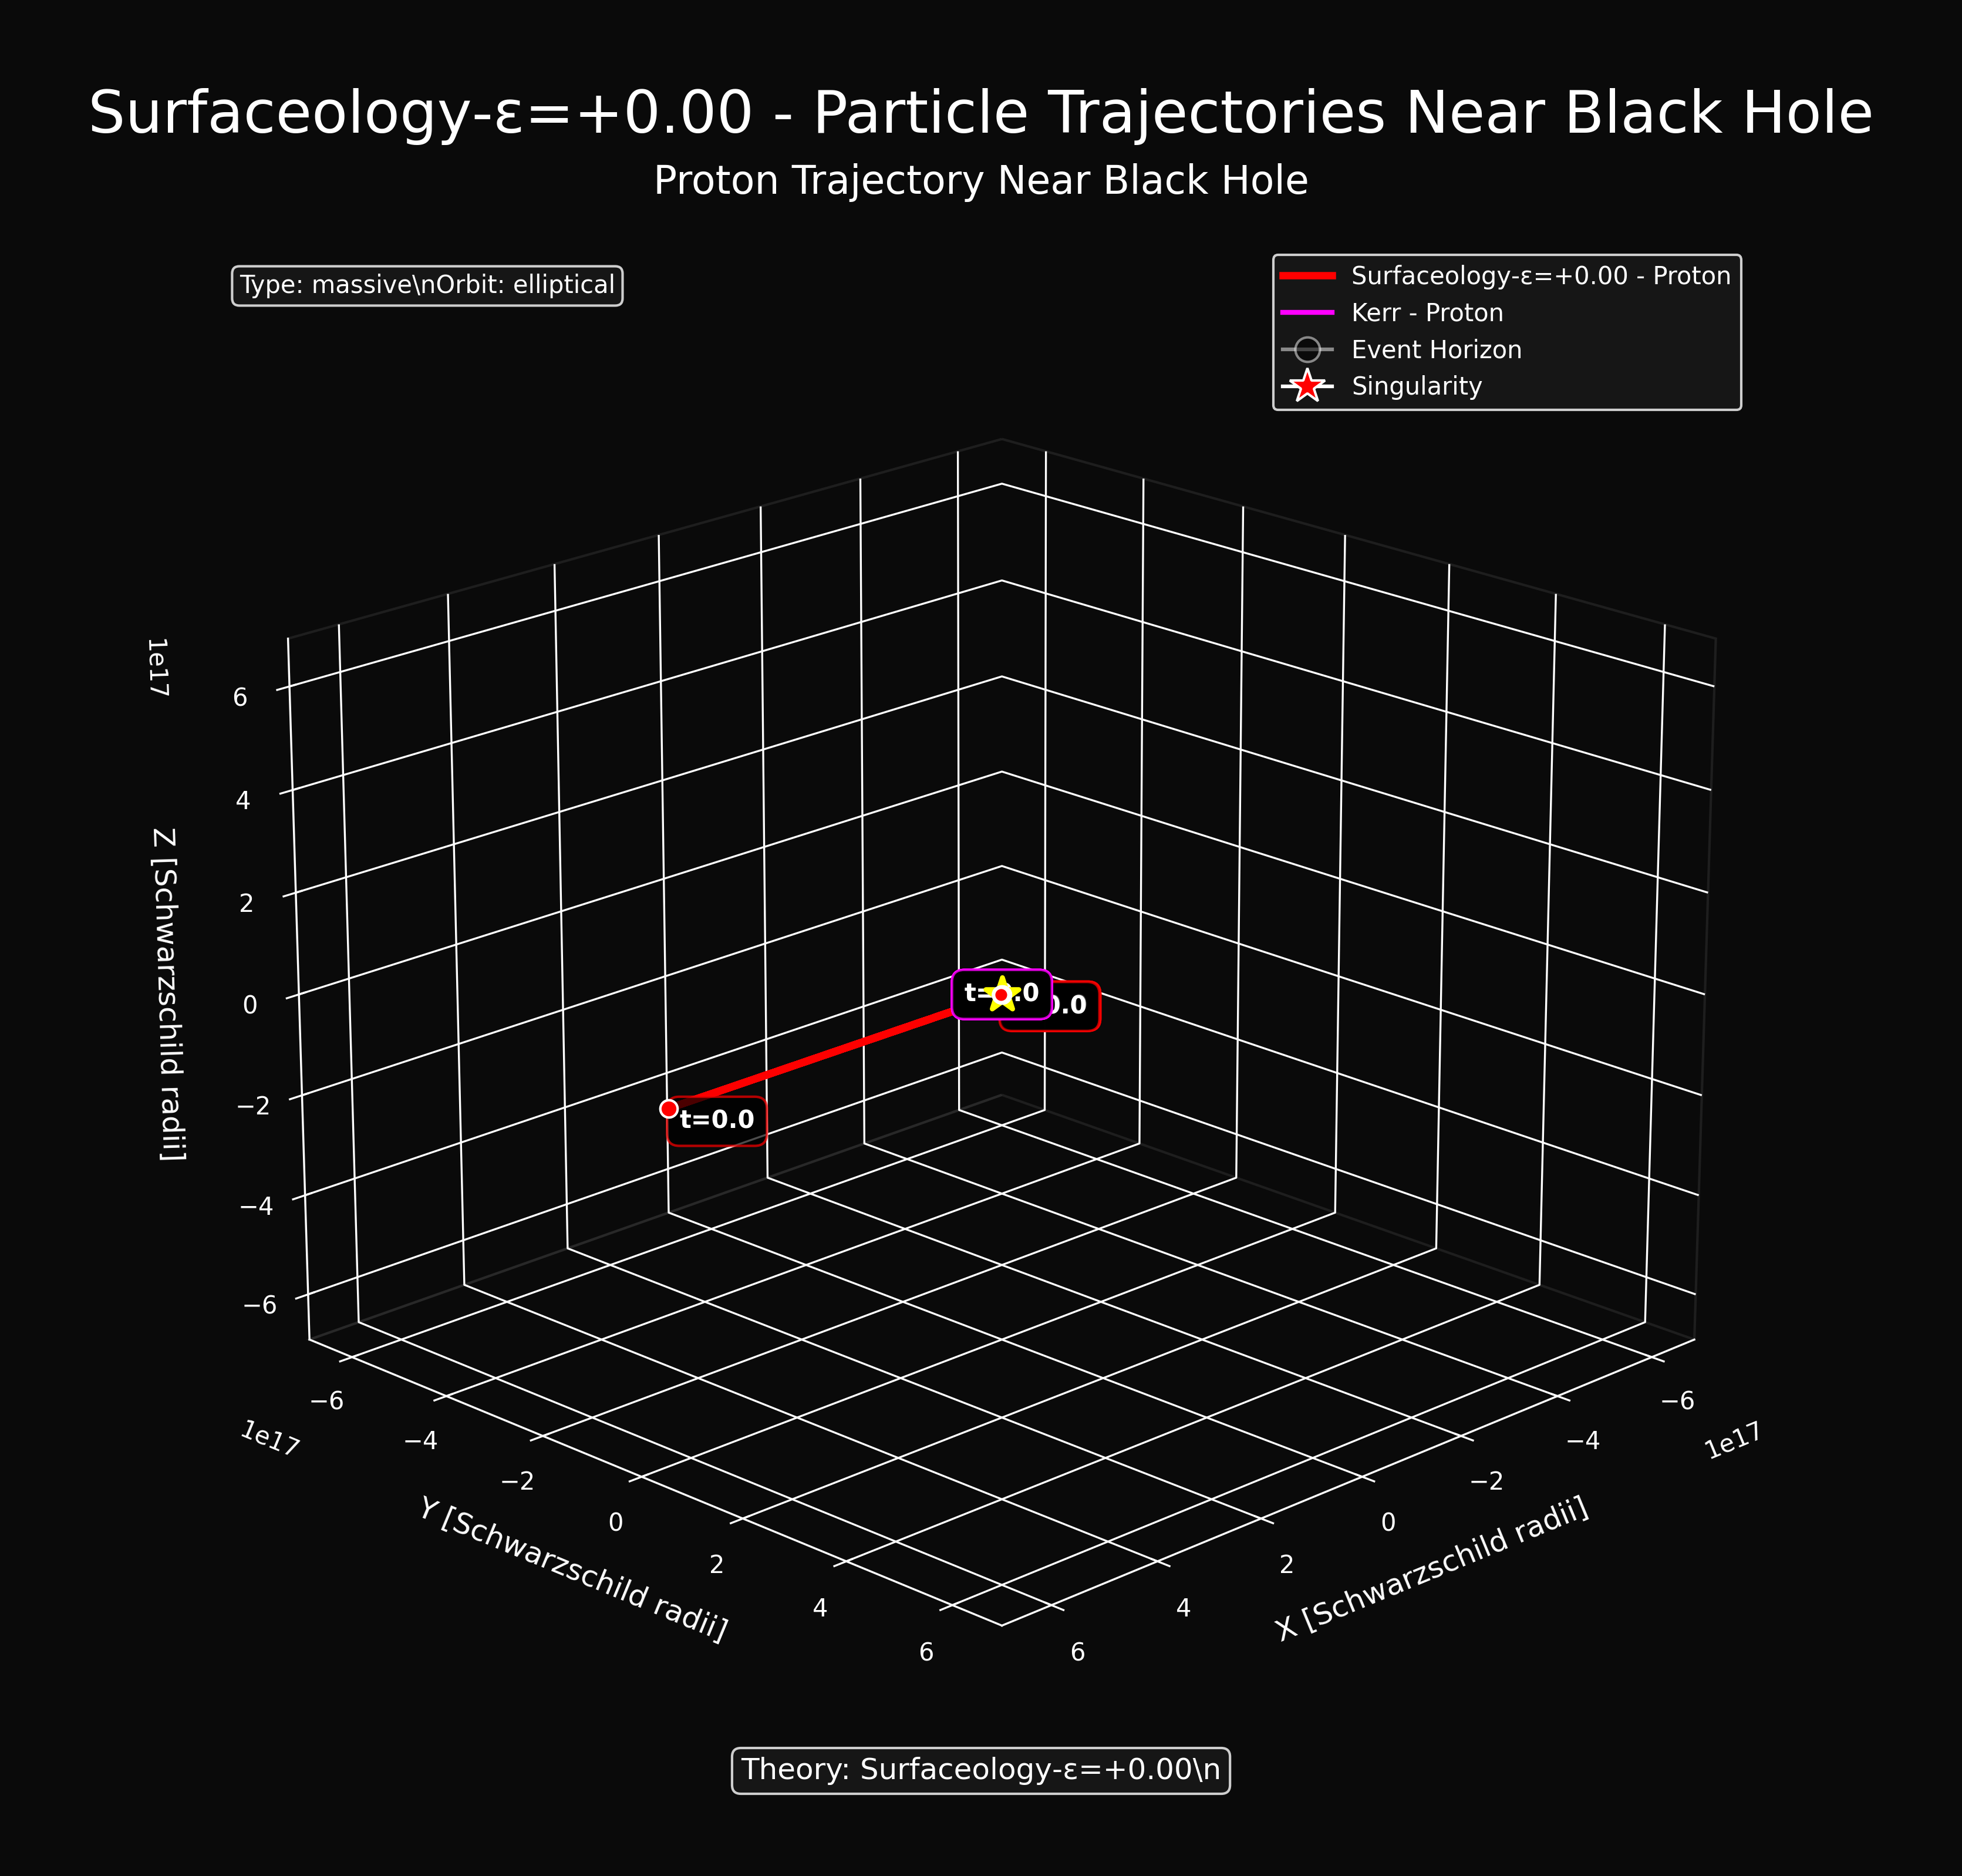 Surfaceology-ε=+0.00 - Particle Trajectories Near Black Hole
Proton Trajectory Near Black Hole
Type: massive\nOrbit: elliptical
Surfaceology-ε=+0.00 - Proton
Kerr - Proton
Event Horizon
Singularity
1e17
6
4
2
0
−2
−4
−6
Z [Schwarzschild radii]
t=0.0
−6
−4
−2
0
2
4
6
1e17
Y [Schwarzschild radii]
6
4
2
0
−2
−4
−6
1e17
X [Schwarzschild radii]
Theory: Surfaceology-ε=+0.00\n